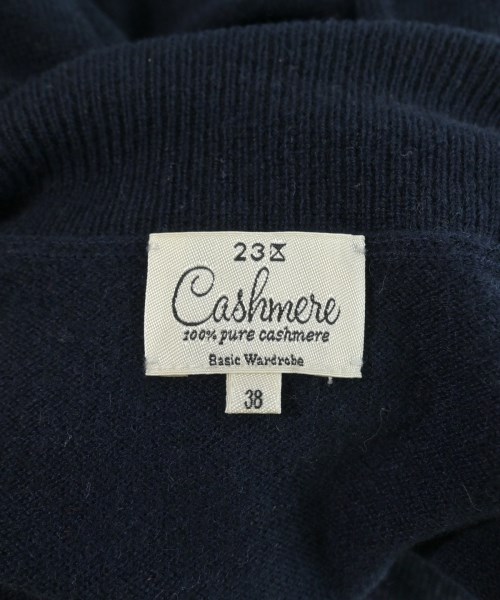 23区
Cashmere
100% pure cashmere
Basic Wardrobe
38